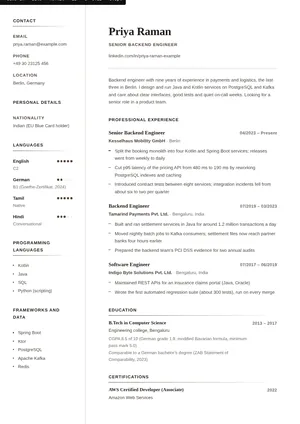 CONTACT
EMAIL
priya.raman@example.com
PHONE
LOCATION
Berlin, Germany
PERSONAL DETAILS
NATIONALITY
Indian (EU Blue Card holder)
LANGUAGES
English
C2
German
B1 (Goethe-Zertifikat, 2024)
Tamil
Native
Hindi
Conversational
PROGRAMMING
LANGUAGES
Kotlin
Java
SQL
Python (scripting)
FRAMEWORKS AND
DATA
Spring Boot
Ktor
PostgreSQL
Apache Kafka
Redis
Priya Raman
SENIOR BACKEND ENGINEER
linkedin.com/in/priya-raman-example
Backend engineer with nine years of experience in payments and logistics, the last
three in Berlin. I design and run Java and Kotlin services on PostgreSQL and Kafka
and care about clear interfaces, good tests and quiet on-call weeks. Looking for a
senior role in a product team.
PROFESSIONAL EXPERIENCE
Senior Backend Engineer 04/2022 – Present
Kesselhaus Mobility GmbH · Berlin
Split the booking monolith into four Kotlin and Spring Boot services; releases
went from weekly to daily
Cut p95 latency of the pricing API from 480 ms to 190 ms by reworking
PostgreSQL indexes and caching
Introduced contract tests between eight services; integration incidents fell from
about six to two per quarter
Backend Engineer 07/2018 – 03/2022
Tamarind Payments Pvt. Ltd. · Bengaluru, India
Built and ran settlement services in Java for around 1.2 million transactions a day
Moved nightly batch jobs to Kafka consumers; settlement files now reach partner
banks four hours earlier
Prepared the backend team's PCI DSS evidence for two annual audits
Software Engineer 07/2017 – 06/2018
Indigo Byte Solutions Pvt. Ltd. · Bengaluru, India
Maintained REST APIs for an insurance claims portal (Java, Oracle)
Wrote the first automated regression suite (about 300 tests), run on every merge
EDUCATION
B.Tech in Computer Science 2013 – 2017
Engineering college, Bengaluru
pass mark 5.0)
Comparable to a German bachelor's degree (ZAB Statement of
Comparability, 2023).
CERTIFICATIONS
AWS Certified Developer (Associate) 2022
Amazon Web Services